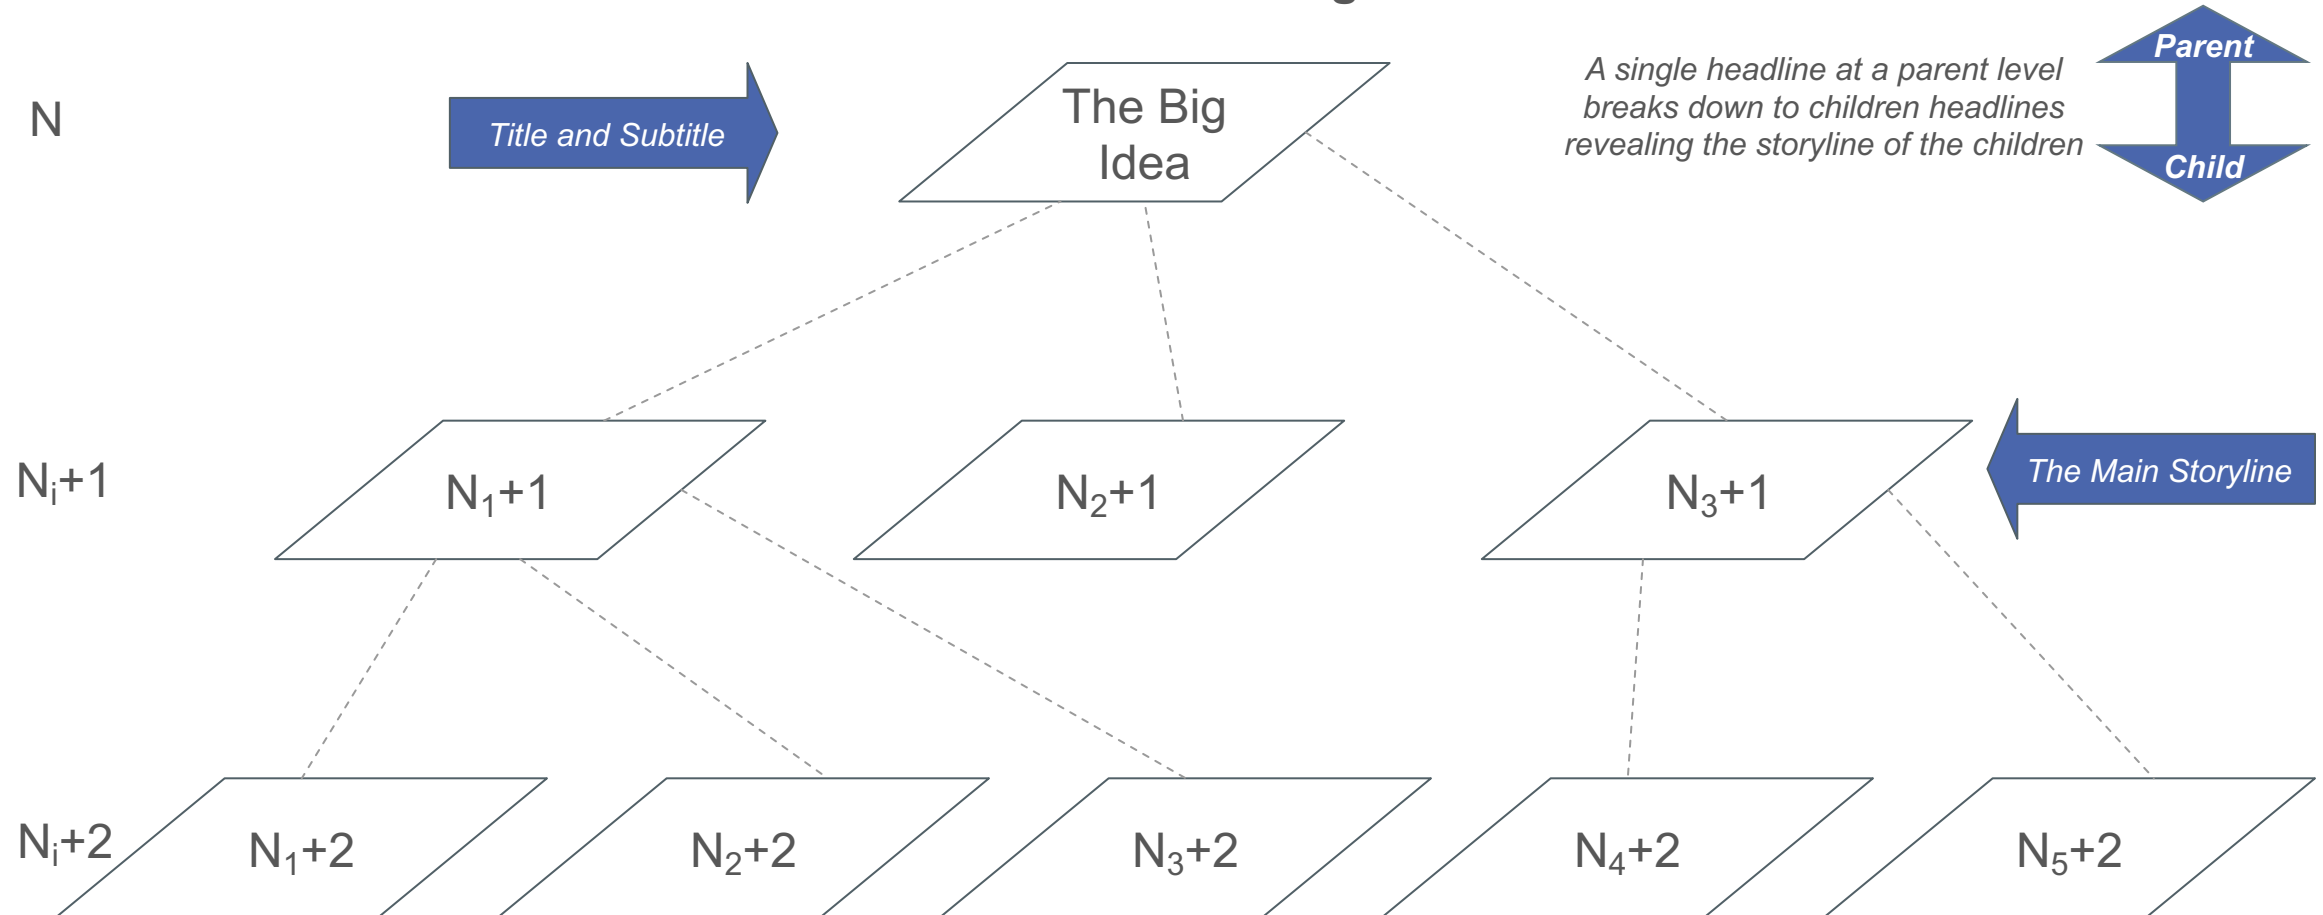 N
Title and Subtitle
The Big
Idea
A single headline at a parent level
breaks down to children headlines
revealing the storyline of the children
Parent
Child
Nᵢ+1
N₁+1
N₂+1
N₃+1
The Main Storyline
Nᵢ+2
N₁+2
N₂+2
N₃+2
N₄+2
N₅+2